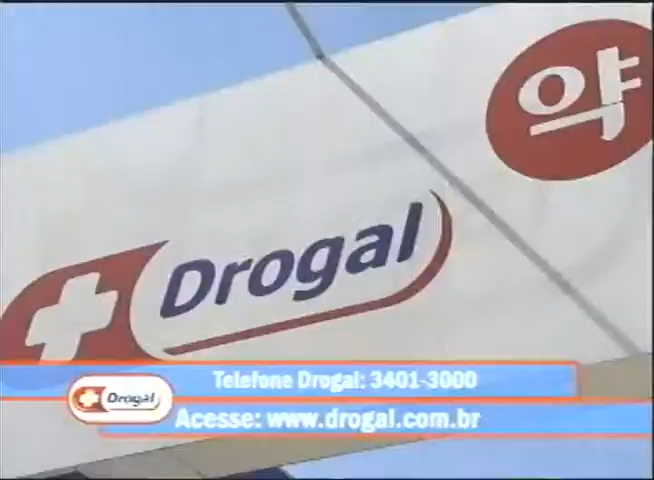 약
Drogal
Telefone Drogal: 3401-3000
Drogal
Acesse: www.drogal.com.br